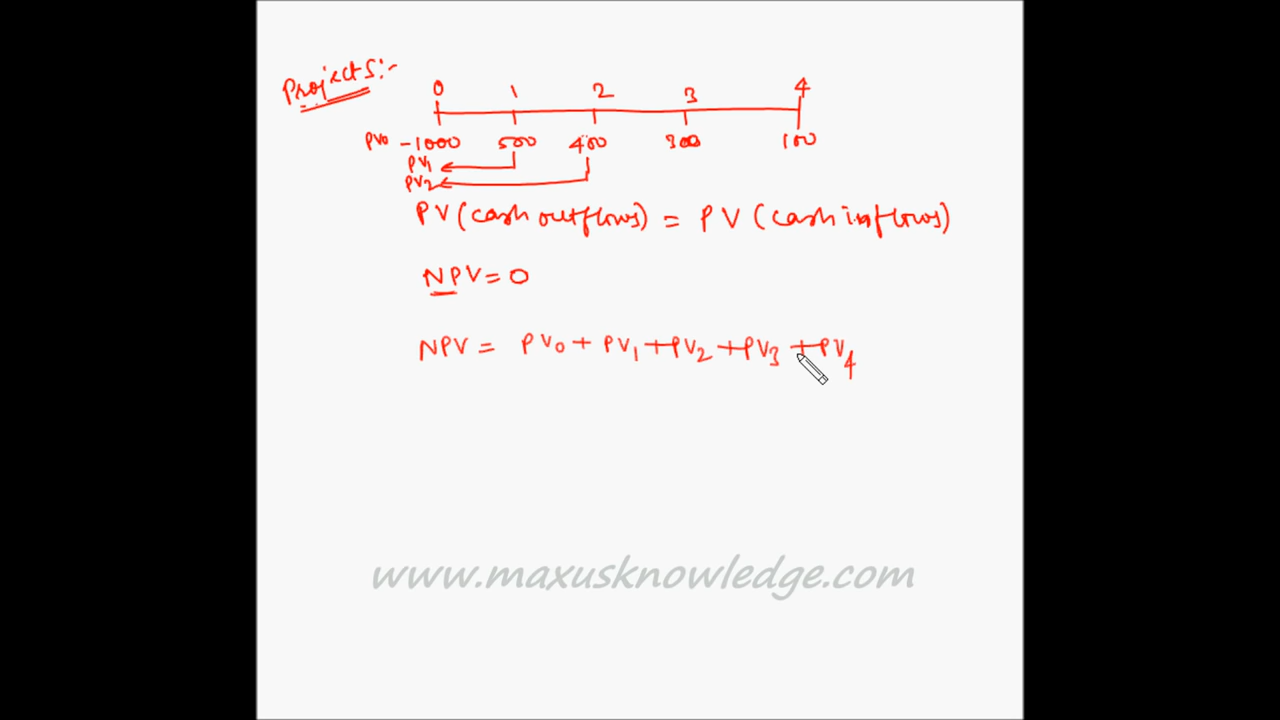 Project S:-
0 1 2 3 4
PV0 -1000 500 400 300 100
PV1
PV2
PV (cash outflows) = PV (cash inflows)
NPV = 0
NPV = PV0 + PV1 + PV2 + PV3 + PV4
www.maxusknowledge.com